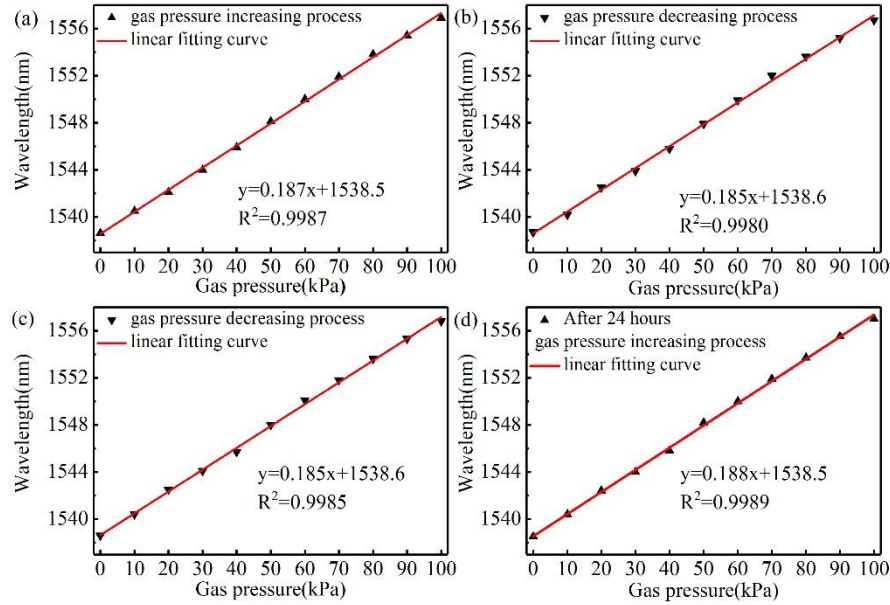 (a)
gas pressure increasing process
linear fitting curve
1556
1552
1548
1544
1540
Wavelength(nm)
y=0.187x+1538.5
R²=0.9987
0 10 20 30 40 50 60 70 80 90 100
Gas pressure(kPa)
(b)
gas pressure decreasing process
linear fitting curve
1556
1552
1548
1544
1540
Wavelength(nm)
y=0.185x+1538.6
R²=0.9980
0 10 20 30 40 50 60 70 80 90 100
Gas pressure(kPa)
(c)
gas pressure decreasing process
linear fitting curve
1556
1552
1548
1544
1540
Wavelength(nm)
y=0.185x+1538.6
R²=0.9985
0 10 20 30 40 50 60 70 80 90 100
Gas pressure(kPa)
(d)
After 24 hours
gas pressure increasing process
linear fitting curve
1556
1552
1548
1544
1540
Wavelength(nm)
y=0.188x+1538.5
R²=0.9989
0 10 20 30 40 50 60 70 80 90 100
Gas pressure(kPa)